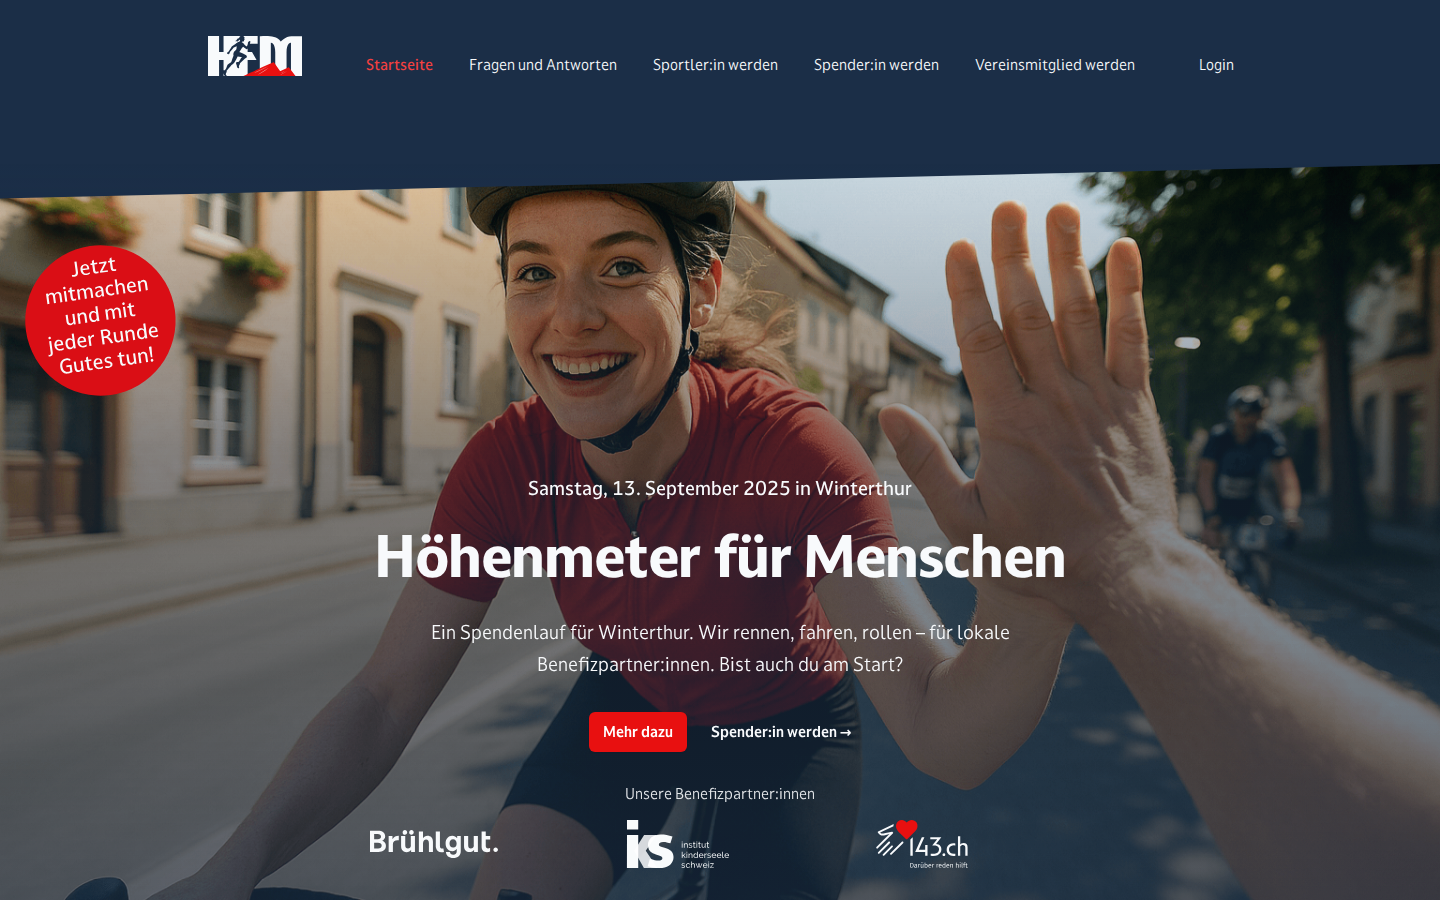 HFM
Startseite
Fragen und Antworten
Sportler:in werden
Spender:in werden
Vereinsmitglied werden
Login
Jetzt
mitmachen
und mit
jeder Runde
Gutes tun!
Samstag, 13. September 2025 in Winterthur
Höhenmeter für Menschen
Ein Spendenlauf für Winterthur. Wir rennen, fahren, rollen – für lokale
Benefizpartner:innen. Bist auch du am Start?
Mehr dazu
Spender:in werden →
Unsere Benefizpartner:innen
Brühlgut.
iks
institut
kinderseele
schweiz
143.ch
Darüber reden hilft